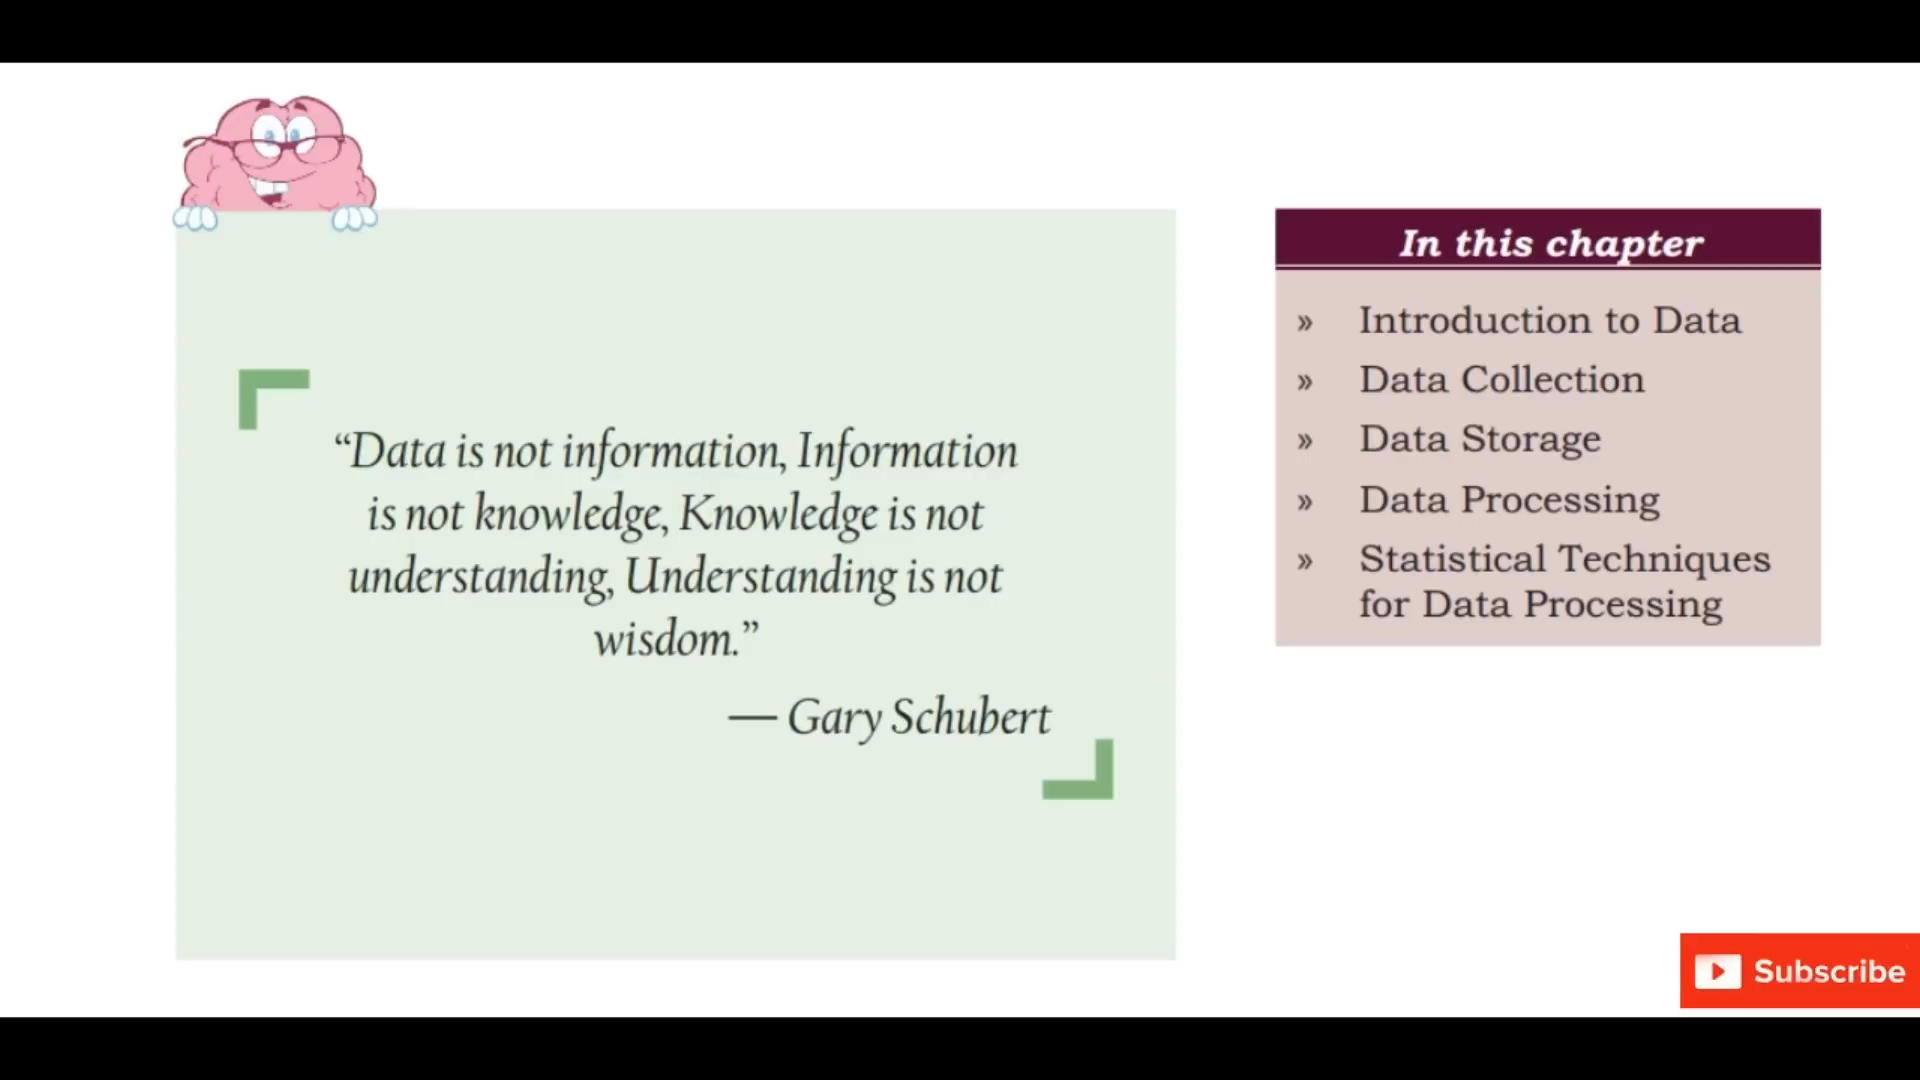 “Data is not information, Information
is not knowledge, Knowledge is not
understanding, Understanding is not
wisdom.”
— Gary Schubert
In this chapter
» Introduction to Data
» Data Collection
» Data Storage
» Data Processing
» Statistical Techniques
for Data Processing
Subscribe